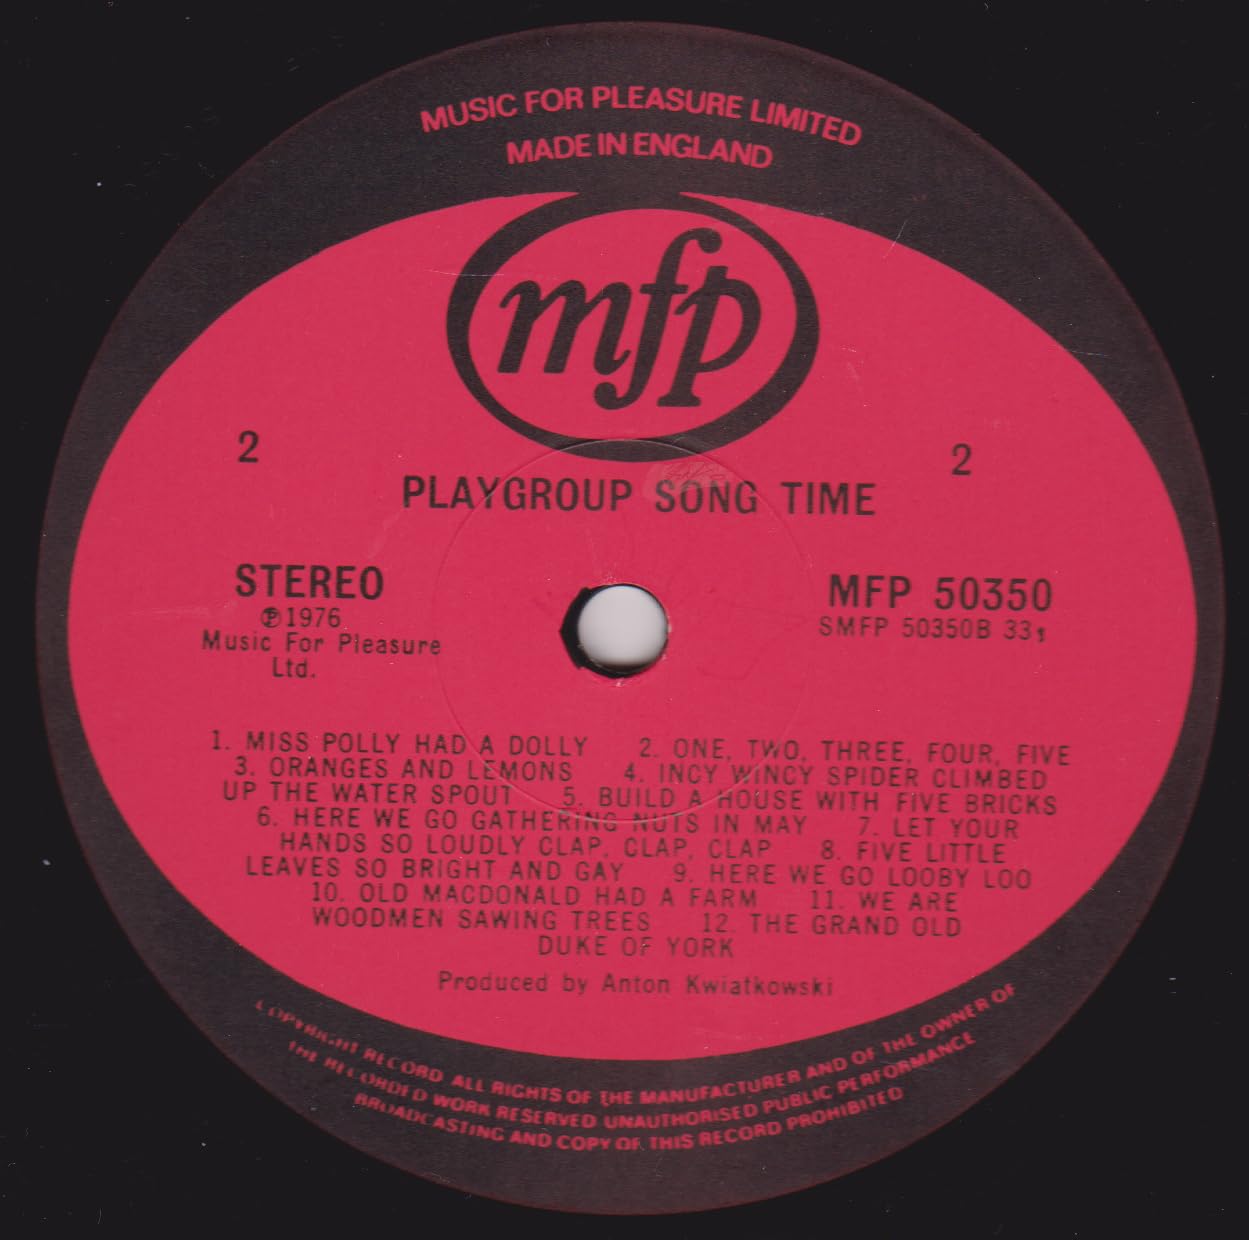 MUSIC FOR PLEASURE LIMITED
MADE IN ENGLAND
mfp
2 2
PLAYGROUP SONG TIME
STEREO
MFP 50350
℗1976
SMFP 50350B 33⅓
Music For Pleasure
Ltd.
1. MISS POLLY HAD A DOLLY 2. ONE, TWO, THREE, FOUR, FIVE
3. ORANGES AND LEMONS 4. INCY WINCY SPIDER CLIMBED
UP THE WATER SPOUT 5. BUILD A HOUSE WITH FIVE BRICKS
6. HERE WE GO GATHERING NUTS IN MAY 7. LET YOUR
HANDS SO LOUDLY CLAP, CLAP, CLAP 8. FIVE LITTLE
LEAVES SO BRIGHT AND GAY 9. HERE WE GO LOOBY LOO
10. OLD MACDONALD HAD A FARM 11. WE ARE
WOODMEN SAWING TREES 12. THE GRAND OLD
DUKE OF YORK
Produced by Anton Kwiatkowski
COPYRIGHT RECORD ALL RIGHTS OF THE MANUFACTURER AND OF THE OWNER OF
THE RECORDED WORK RESERVED UNAUTHORISED PUBLIC PERFORMANCE
BROADCASTING AND COPY OF THIS RECORD PROHIBITED